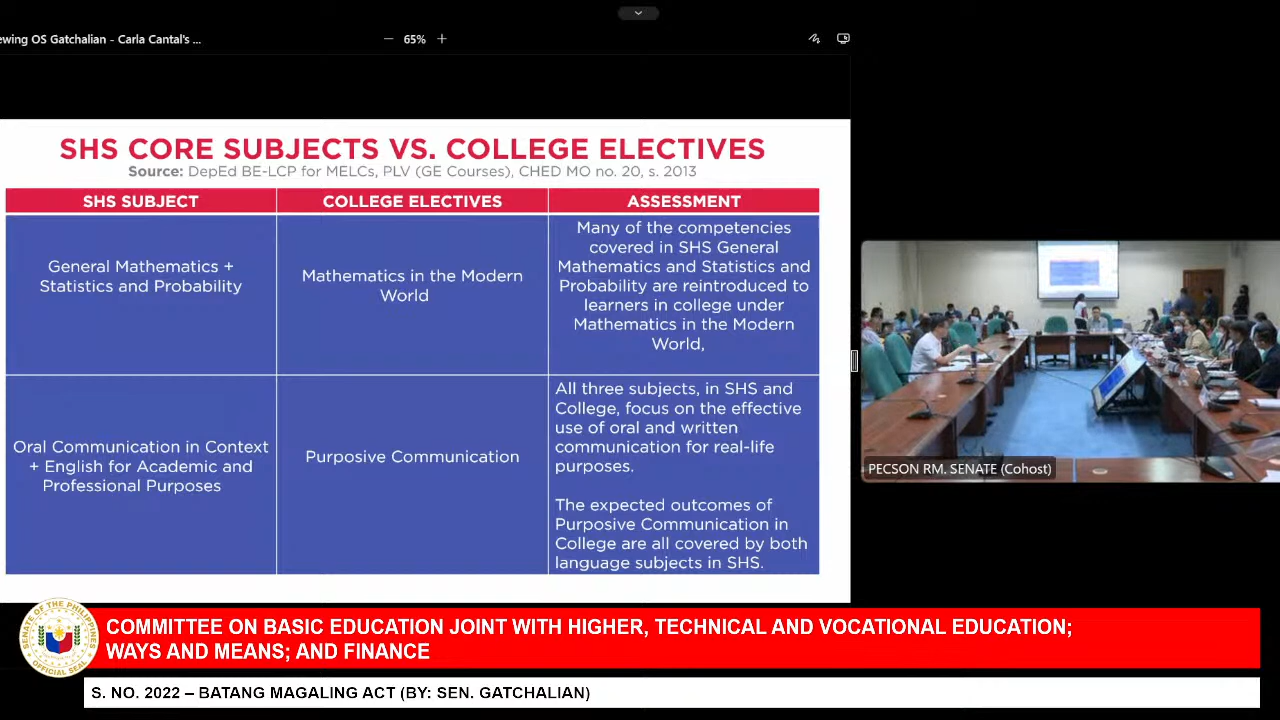 ewing OS Gatchalian - Carla Cantal's ...
65%
SHS CORE SUBJECTS VS. COLLEGE ELECTIVES
Source: DepEd BE-LCP for MELCs, PLV (GE Courses), CHED MO no. 20, s. 2013
SHS SUBJECT
COLLEGE ELECTIVES
ASSESSMENT
General Mathematics +
Statistics and Probability
Mathematics in the Modern
World
Many of the competencies
covered in SHS General
Mathematics and Statistics and
Probability are reintroduced to
learners in college under
Mathematics in the Modern
World,
Oral Communication in Context
+ English for Academic and
Professional Purposes
Purposive Communication
All three subjects, in SHS and
College, focus on the effective
use of oral and written
communication for real-life
purposes.
The expected outcomes of
Purposive Communication in
College are all covered by both
language subjects in SHS.
PECSON RM. SENATE (Cohost)
SENATE OF THE PHILIPPINES
OFFICIAL SEAL
COMMITTEE ON BASIC EDUCATION JOINT WITH HIGHER, TECHNICAL AND VOCATIONAL EDUCATION;
WAYS AND MEANS; AND FINANCE
S. NO. 2022 – BATANG MAGALING ACT (BY: SEN. GATCHALIAN)